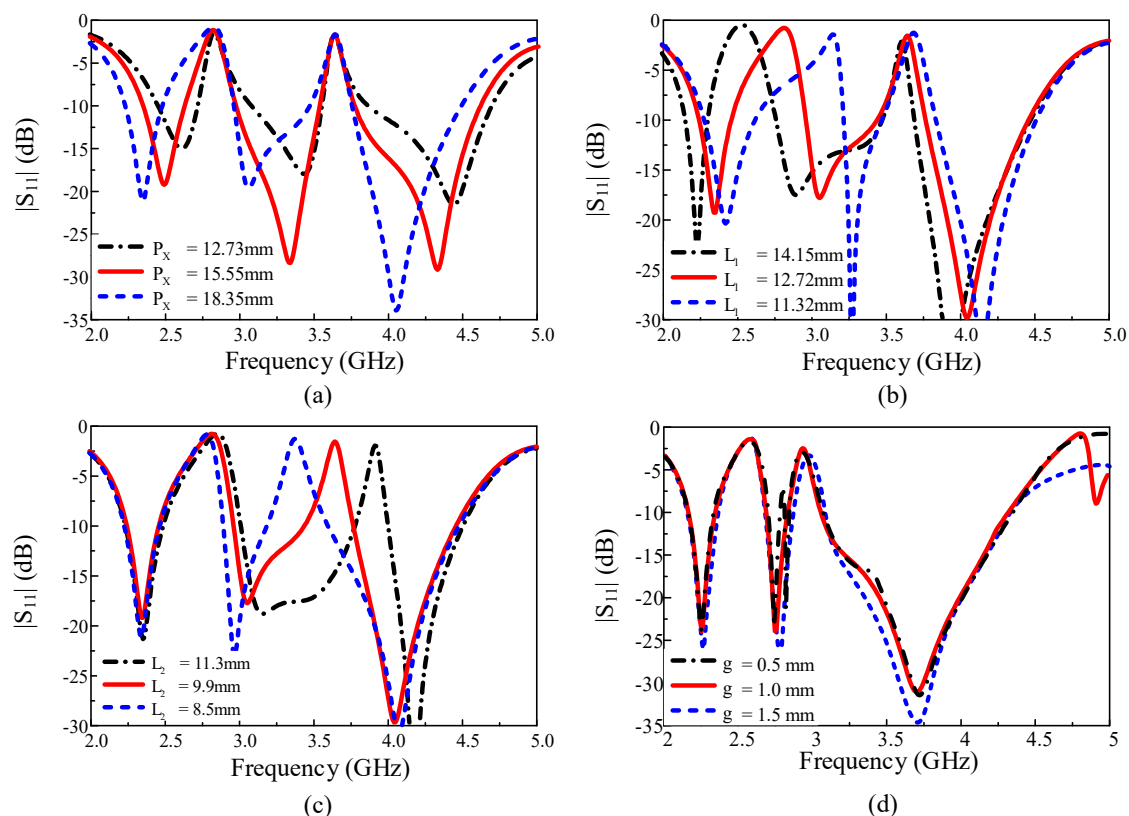 0
-5
-10
-15
-20
-25
-30
-35
|S11| (dB)
PX = 12.73mm
PX = 15.55mm
PX = 18.35mm
2.0 2.5 3.0 3.5 4.0 4.5 5.0
Frequency (GHz)
(a)
0
-5
-10
-15
-20
-25
-30
|S11| (dB)
L1 = 14.15mm
L1 = 12.72mm
L1 = 11.32mm
2.0 2.5 3.0 3.5 4.0 4.5 5.0
Frequency (GHz)
(b)
0
-5
-10
-15
-20
-25
-30
|S11| (dB)
L2 = 11.3mm
L2 = 9.9mm
L2 = 8.5mm
2.0 2.5 3.0 3.5 4.0 4.5 5.0
Frequency (GHz)
(c)
0
-5
-10
-15
-20
-25
-30
-35
|S11| (dB)
g = 0.5 mm
g = 1.0 mm
g = 1.5 mm
2 2.5 3 3.5 4 4.5 5
Frequency (GHz)
(d)